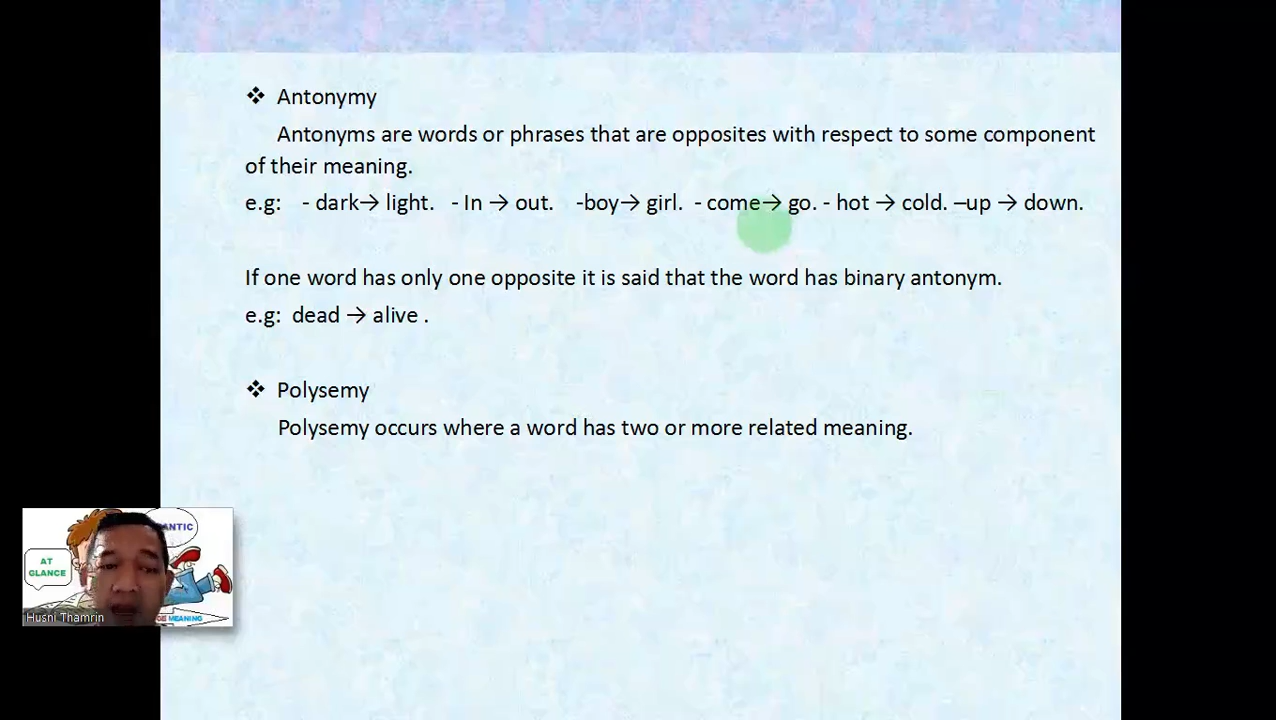 ❖ Antonymy
Antonyms are words or phrases that are opposites with respect to some component
of their meaning.
e.g: - dark→ light. - In → out. -boy→ girl. - come→ go. - hot → cold. –up → down.
If one word has only one opposite it is said that the word has binary antonym.
e.g: dead → alive .
❖ Polysemy
Polysemy occurs where a word has two or more related meaning.
AT
GLANCE
MEANING
Husni Thamrin